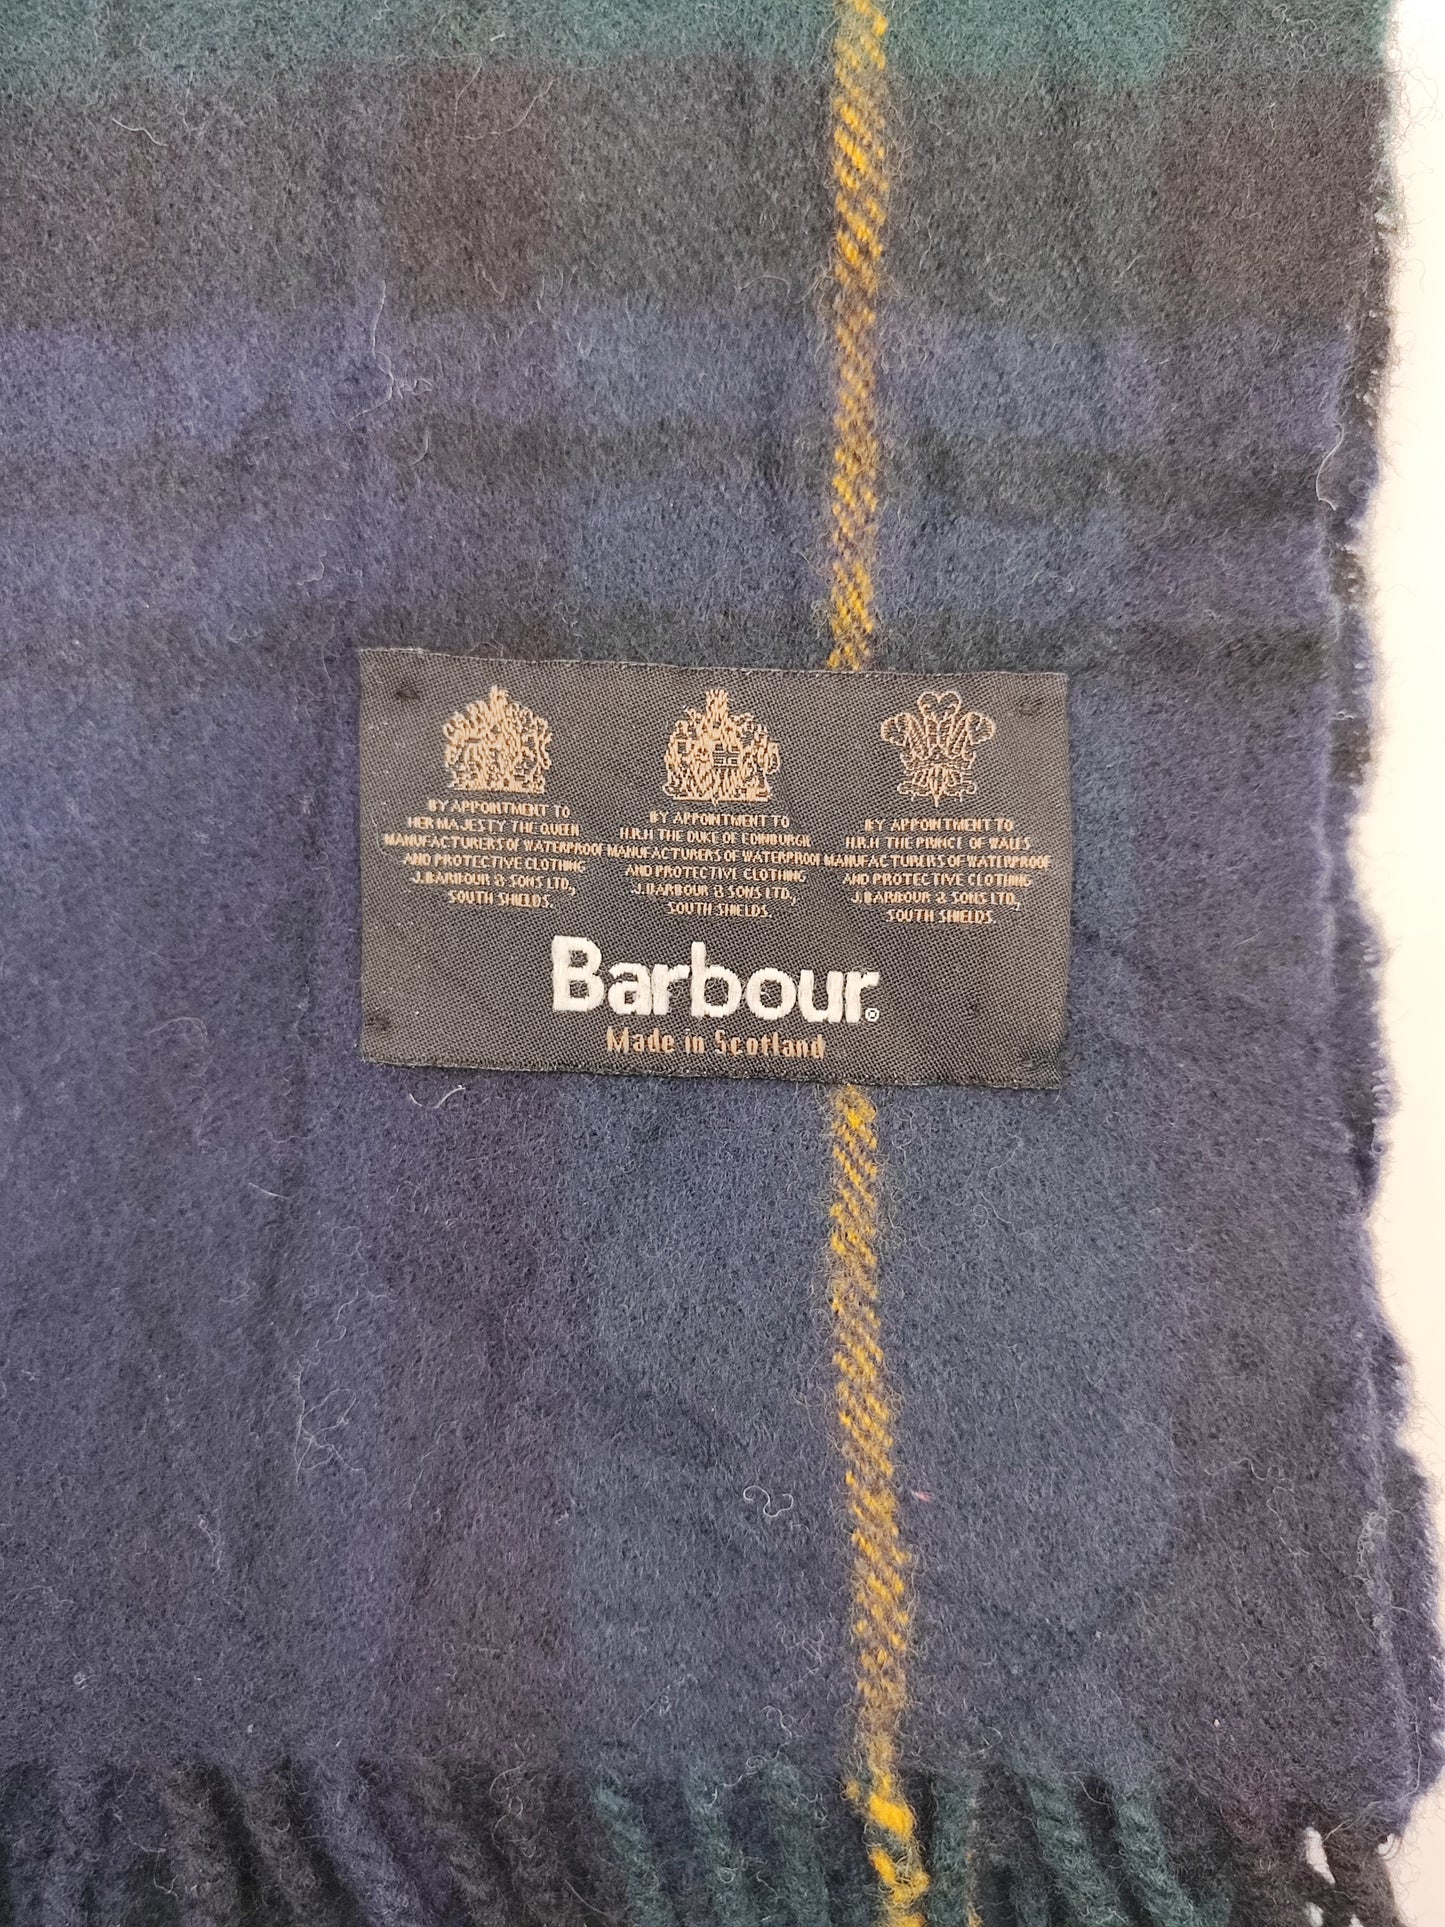 BY APPOINTMENT TO
HER MAJESTY THE QUEEN
MANUFACTURERS OF WATERPROOF
AND PROTECTIVE CLOTHING
J. BARBOUR & SONS LTD,
SOUTH SHIELDS.
BY APPOINTMENT TO
H.R.H THE DUKE OF EDINBURGH
MANUFACTURERS OF WATERPROOF
AND PROTECTIVE CLOTHING
J. BARBOUR & SONS LTD,
SOUTH SHIELDS.
BY APPOINTMENT TO
H.R.H THE PRINCE OF WALES
MANUFACTURERS OF WATERPROOF
AND PROTECTIVE CLOTHING
J. BARBOUR & SONS LTD,
SOUTH SHIELDS.
Barbour®
Made in Scotland